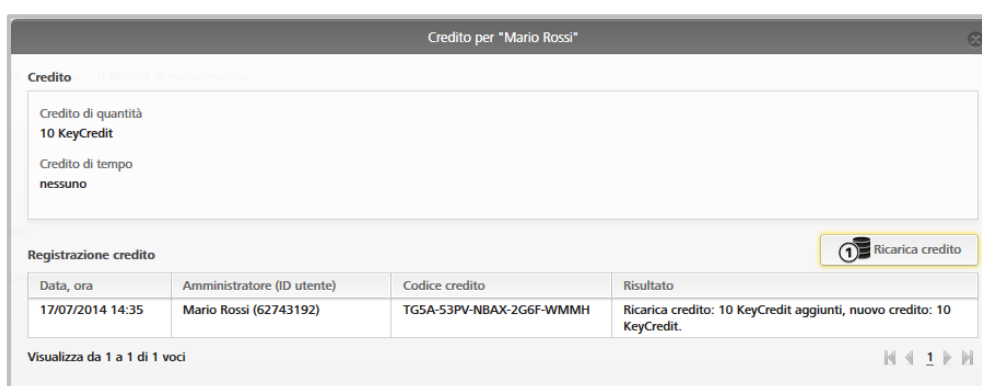 Credito per "Mario Rossi"
Credito
Credito di quantità
10 KeyCredit
Credito di tempo
nessuno
Registrazione credito
1 Ricarica credito
Data, ora Amministratore (ID utente) Codice credito Risultato
17/07/2014 14:35 Mario Rossi (62743192) TG5A-53PV-NBAX-2G6F-WMMH Ricarica credito: 10 KeyCredit aggiunti, nuovo credito: 10
KeyCredit.
Visualizza da 1 a 1 di 1 voci
1